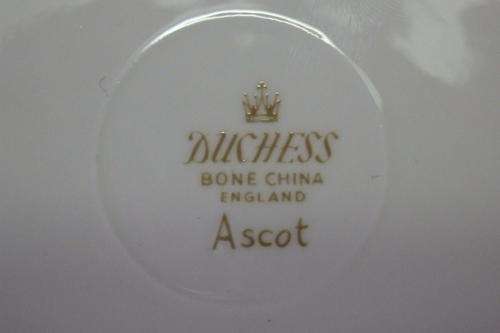 DUCHESS
BONE CHINA
ENGLAND
Ascot